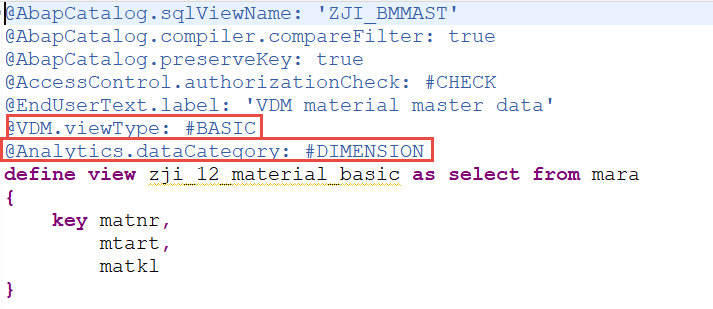 @AbapCatalog.sqlViewName: 'ZJI_BMMAST'
@AbapCatalog.compiler.compareFilter: true
@AbapCatalog.preserveKey: true
@AccessControl.authorizationCheck: #CHECK
@EndUserText.label: 'VDM material master data'
@VDM.viewType: #BASIC
@Analytics.dataCategory: #DIMENSION
define view zji_l2_material_basic as select from mara
{
key matnr,
mtart,
matkl
}